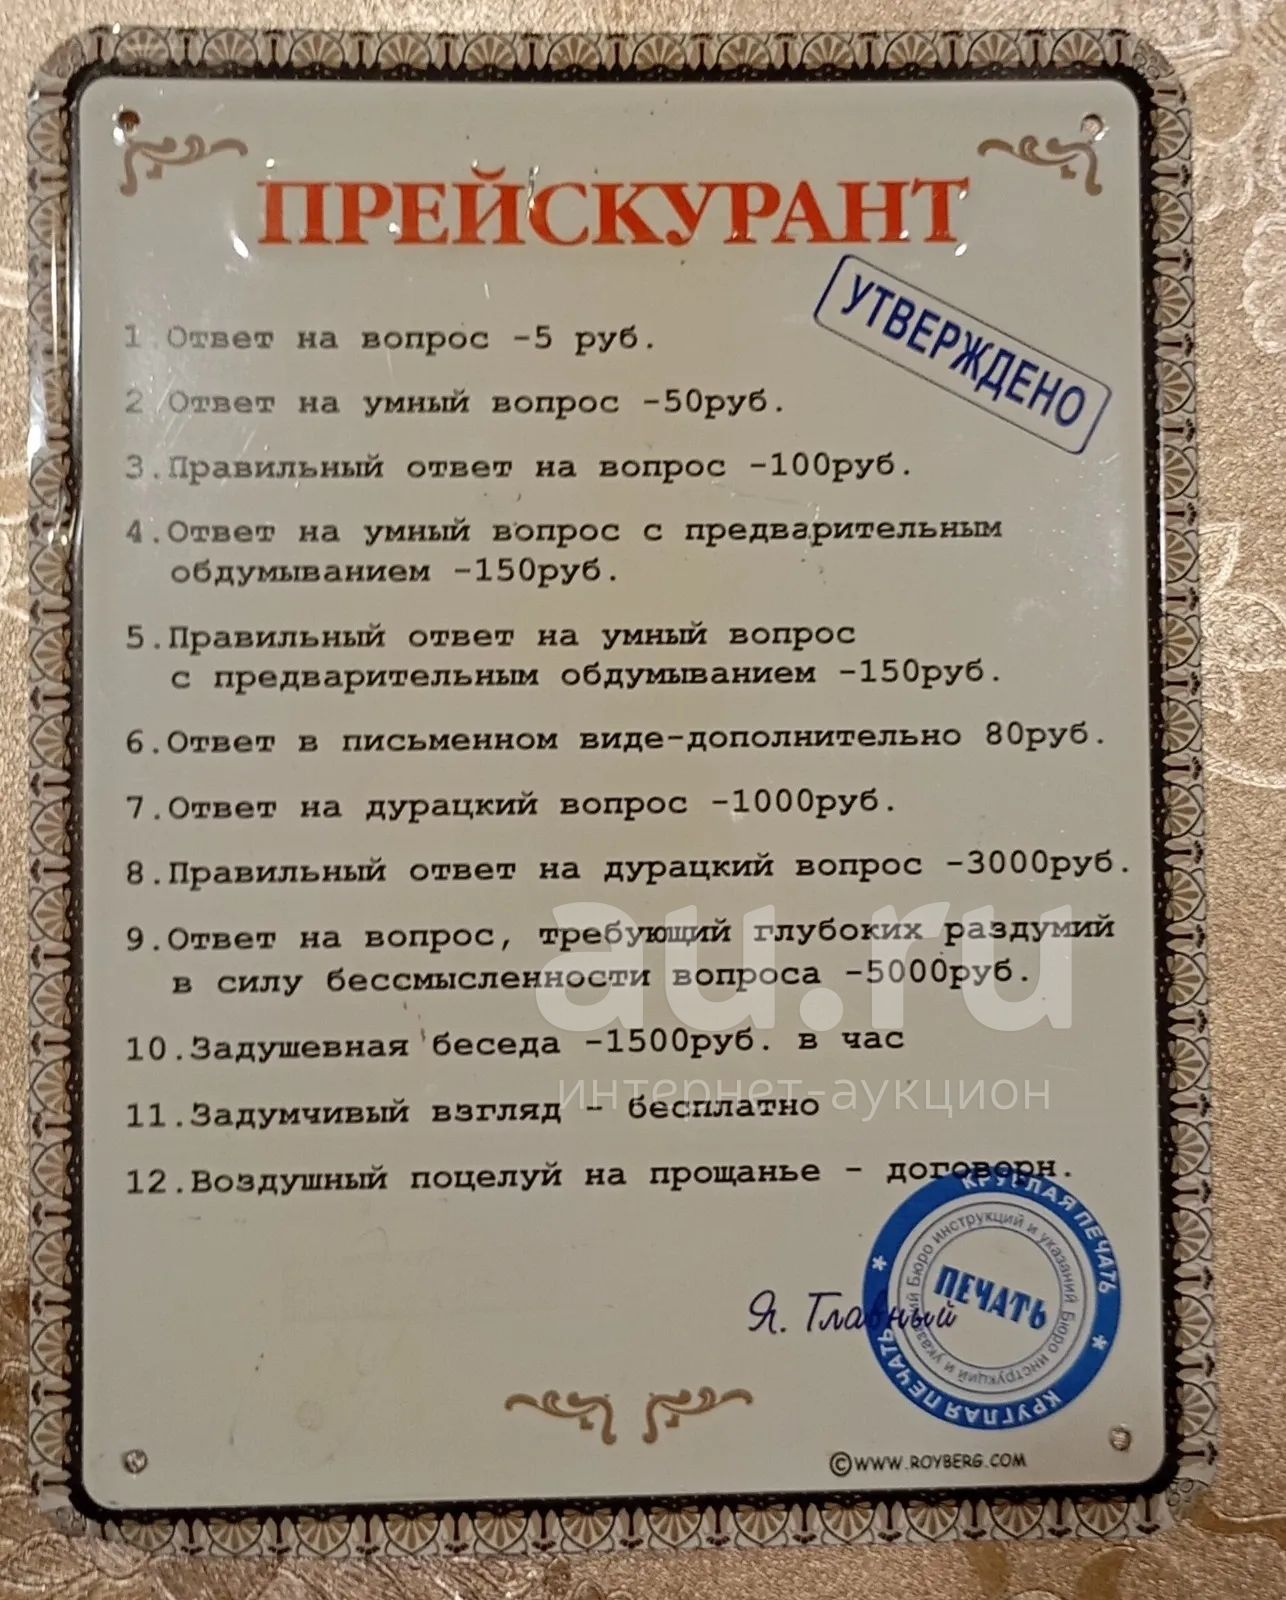 ПРЕЙСКУРАНТ
УТВЕРЖДЕНО
1.Ответ на вопрос -5 руб.
2 Ответ на умный вопрос -50руб.
3.Правильный ответ на вопрос -100руб.
4.Ответ на умный вопрос с предварительным
обдумыванием -150руб.
5.Правильный ответ на умный вопрос
с предварительным обдумыванием -150руб.
6.Ответ в письменном виде-дополнительно 80руб.
7.Ответ на дурацкий вопрос -1000руб.
8.Правильный ответ на дурацкий вопрос -3000руб.
9.Ответ на вопрос, требующий глубоких раздумий
в силу бессмысленности вопроса -5000руб.
au.ru
интернет-аукцион
10.Задушевная беседа -1500руб. в час
11.Задумчивый взгляд - бесплатно
12.Воздушный поцелуй на прощанье - договорн.
Я. Главный
КРУГЛАЯ ПЕЧАТЬ * КРУГЛАЯ ПЕЧАТЬ *
Бюро инструкций и указаний Бюро инструкций и указаний
ПЕЧАТЬ
©WWW.ROYBERG.COM